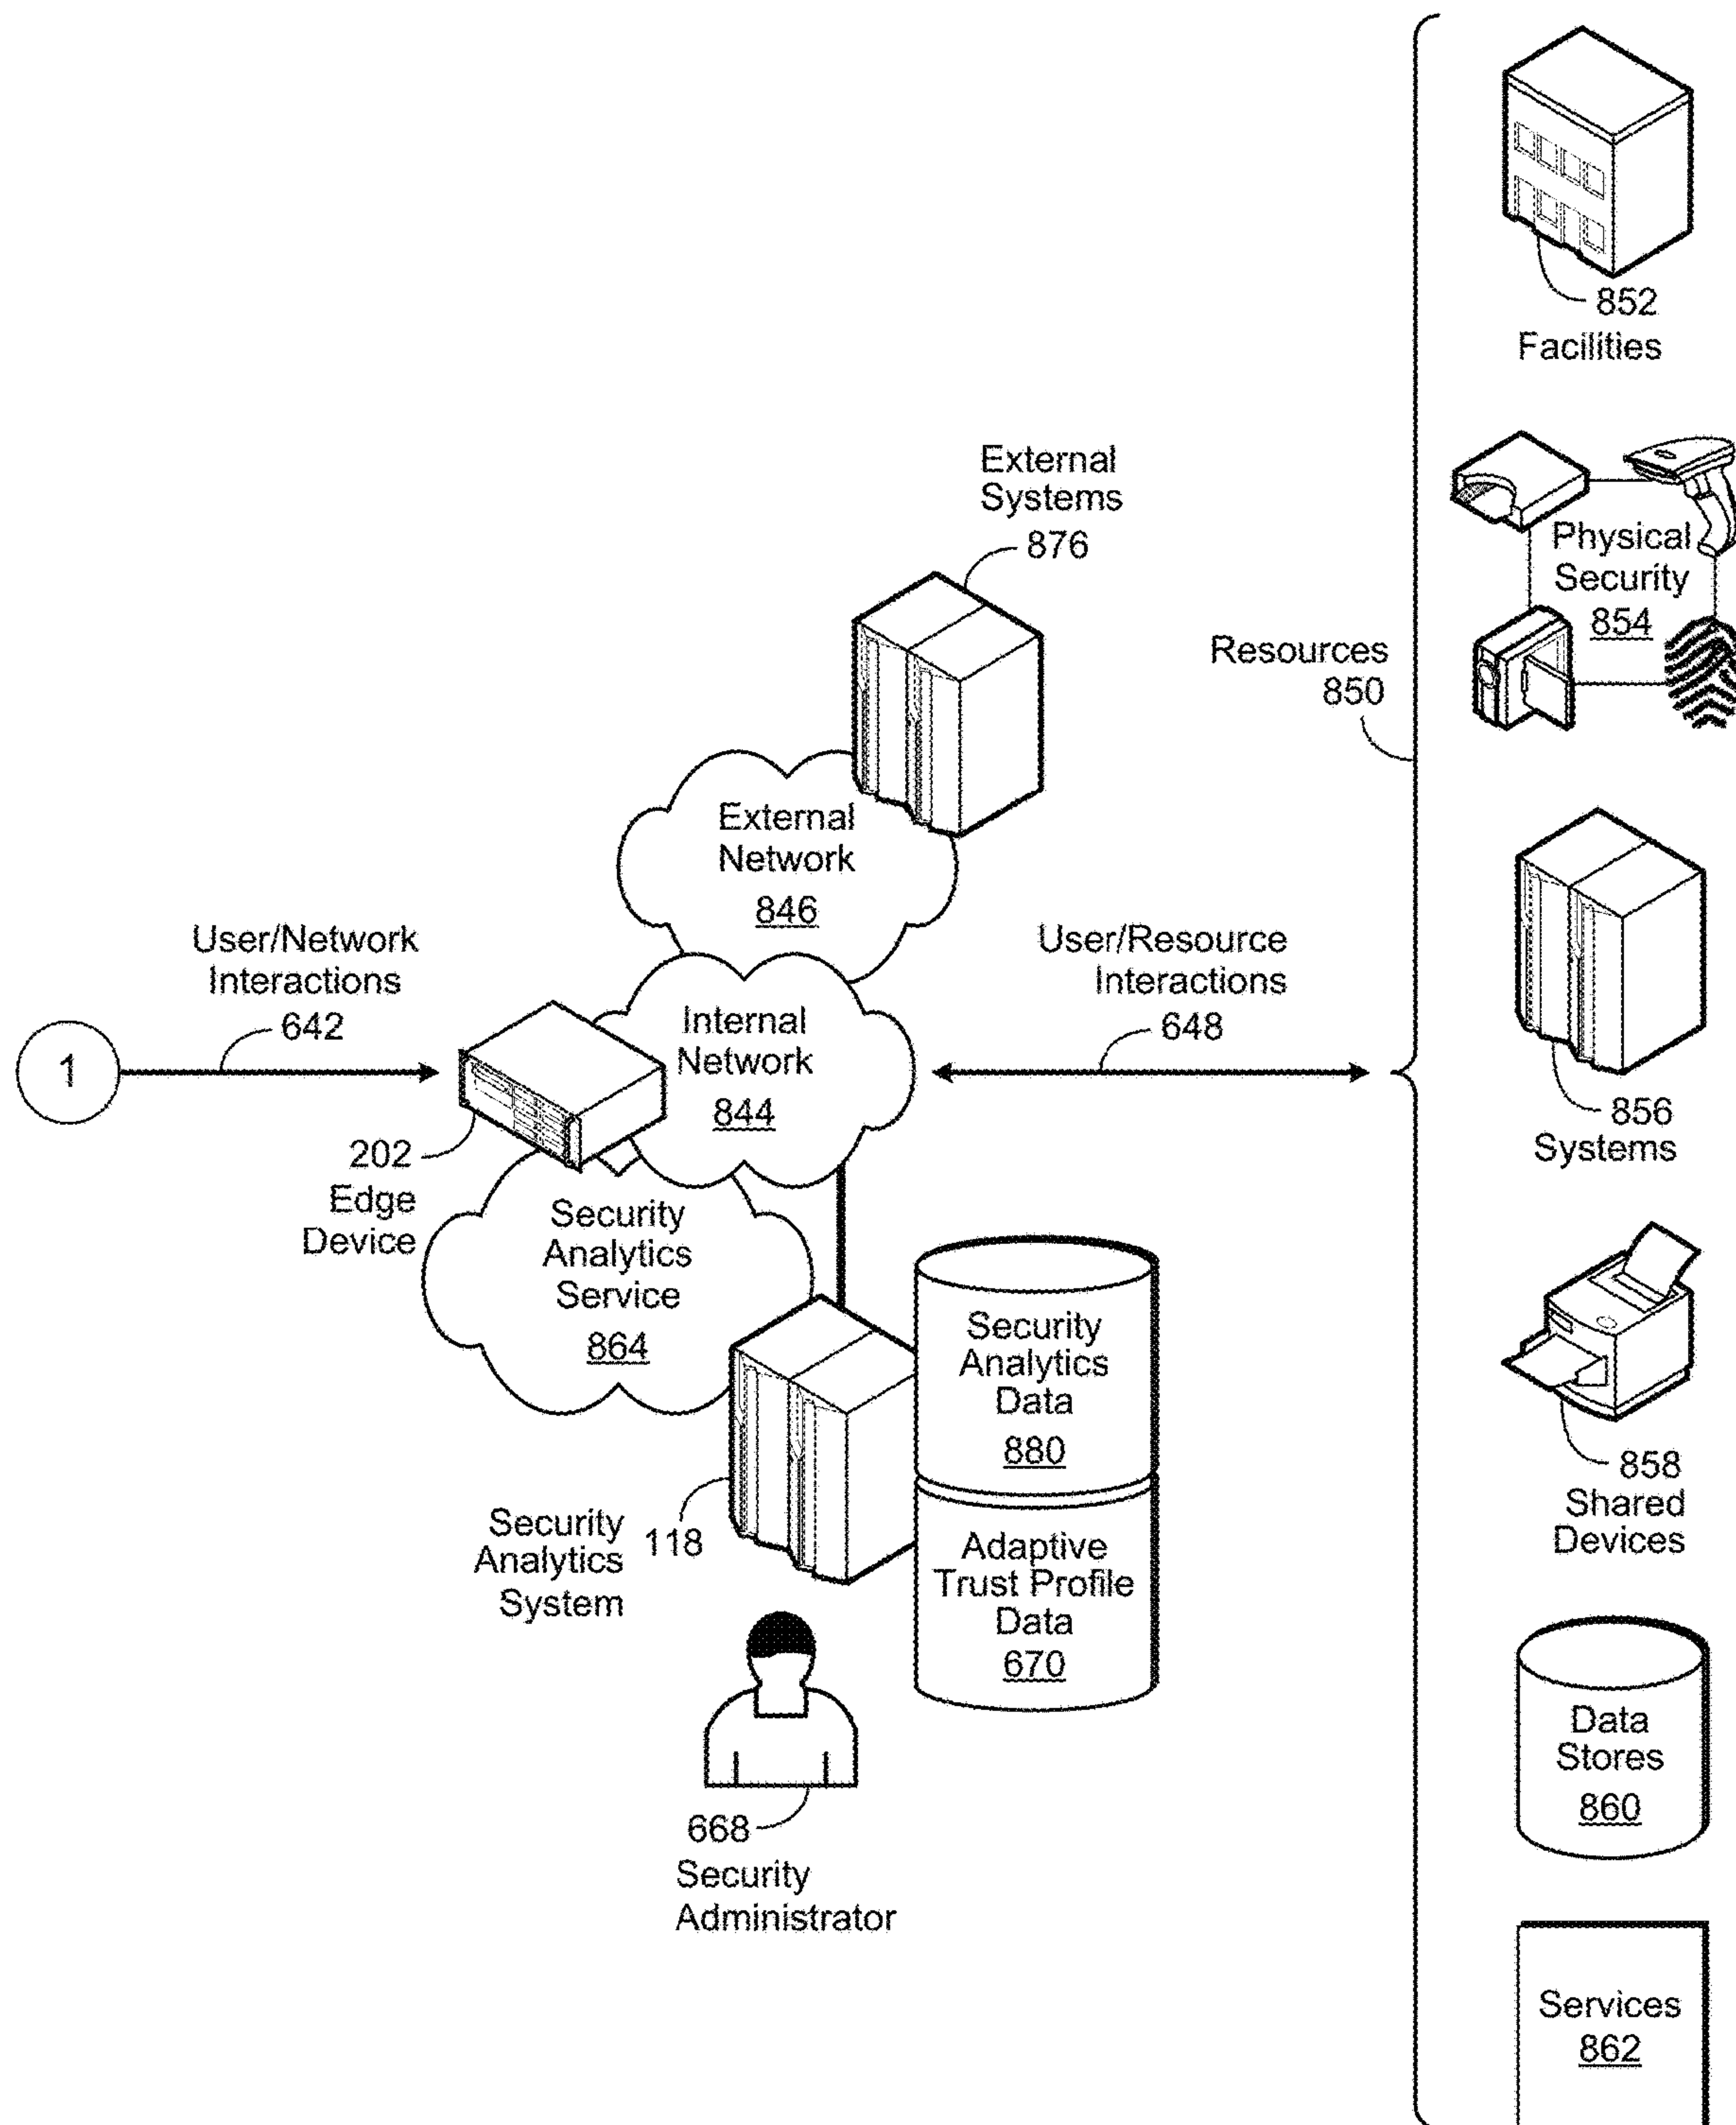 852
Facilities
External
Systems
876
Physical
Security
854
Resources
850
External
Network
846
User/Network
Interactions
642
User/Resource
Interactions
648
1
Internal
Network
844
202
Edge
Device
856
Systems
Security
Analytics
Service
864
Security
Analytics
Data
880
858
Shared
Devices
Security
Analytics
System
118
Adaptive
Trust Profile
Data
670
Data
Stores
860
668
Security
Administrator
Services
862